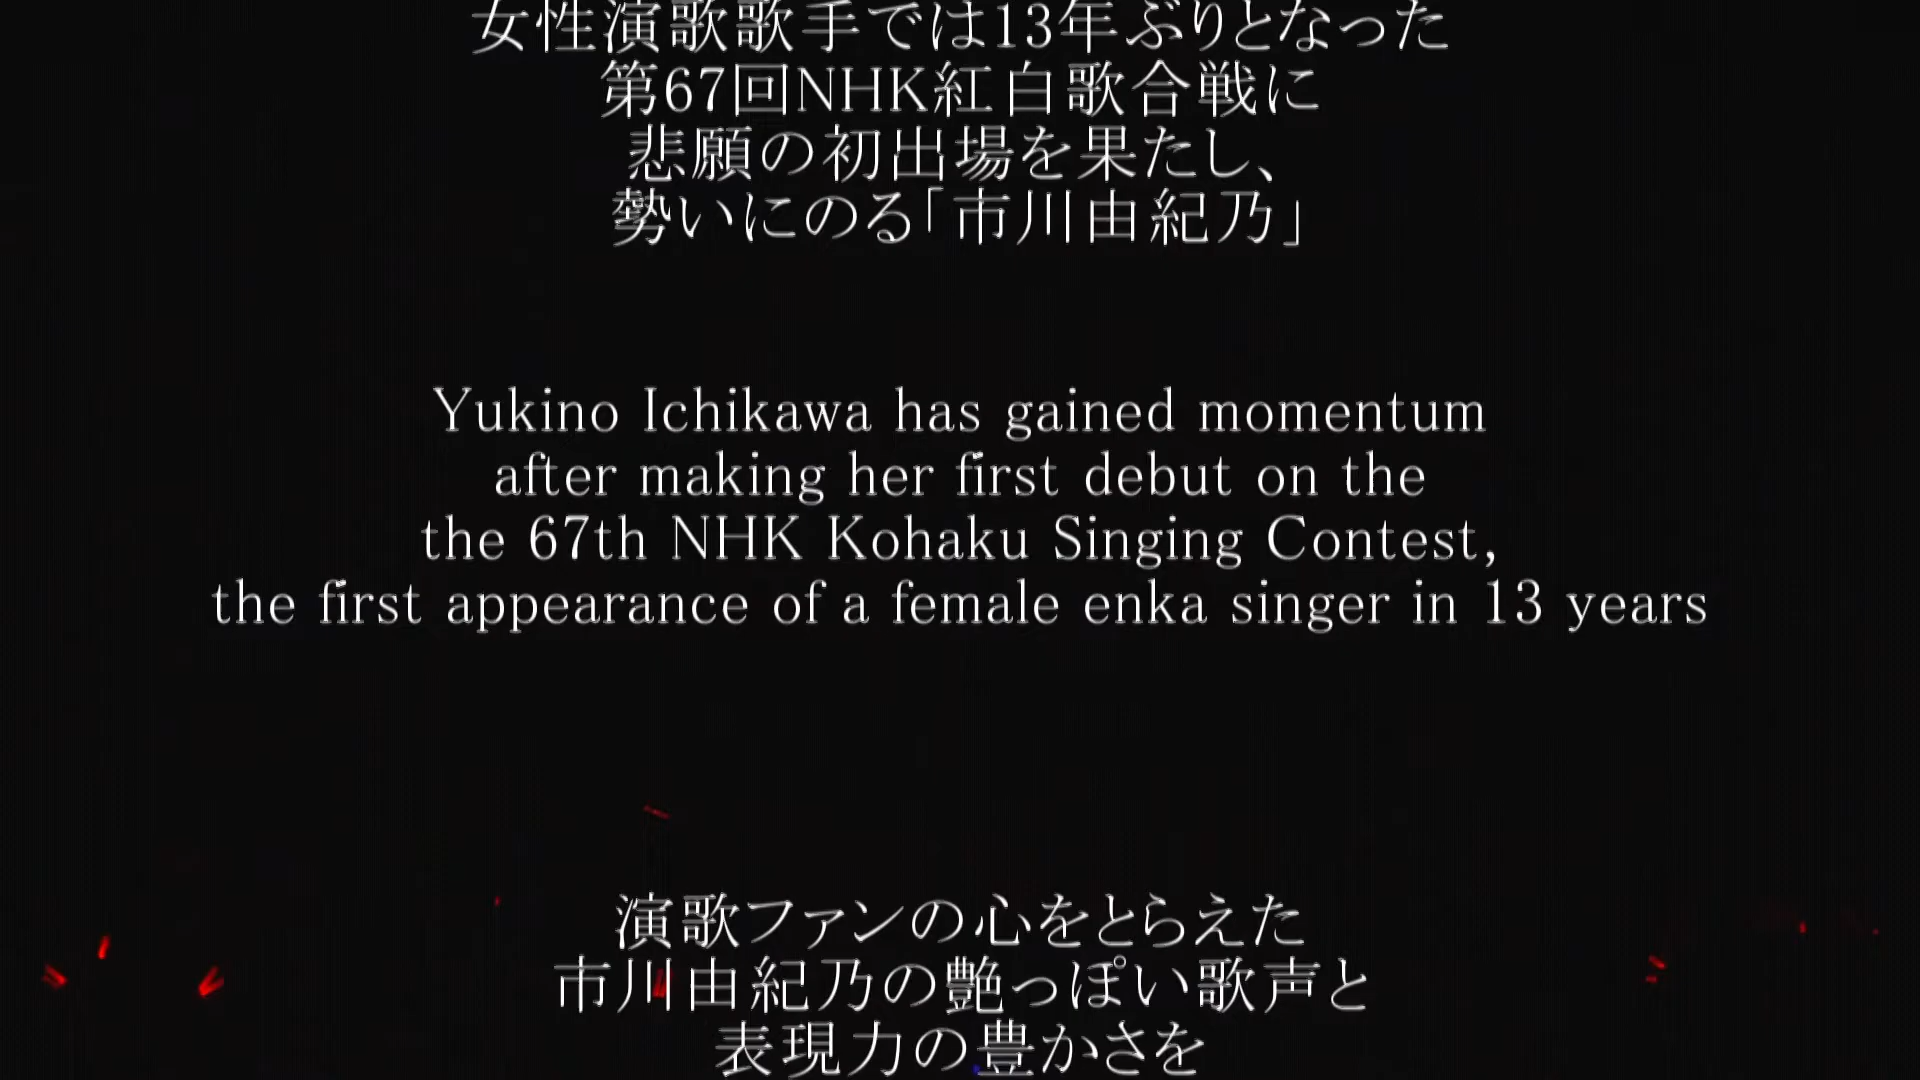 女性演歌歌手では13年ぶりとなった
第67回NHK紅白歌合戦に
悲願の初出場を果たし、
勢いにのる「市川由紀乃」
Yukino Ichikawa has gained momentum
after making her first debut on the
the 67th NHK Kohaku Singing Contest,
the first appearance of a female enka singer in 13 years
演歌ファンの心をとらえた
市川由紀乃の艶っぽい歌声と
表現力の豊かさを